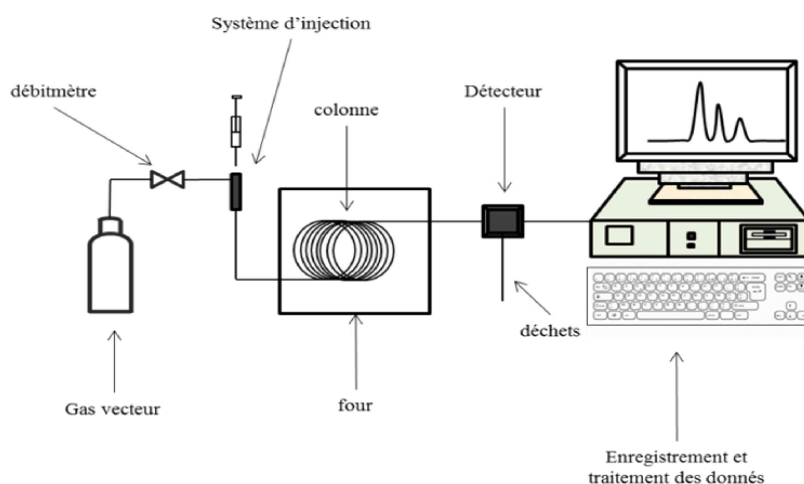 Système d'injection
débitmètre
colonne
Détecteur
déchets
Gas vecteur
four
Enregistrement et
traitement des donnés